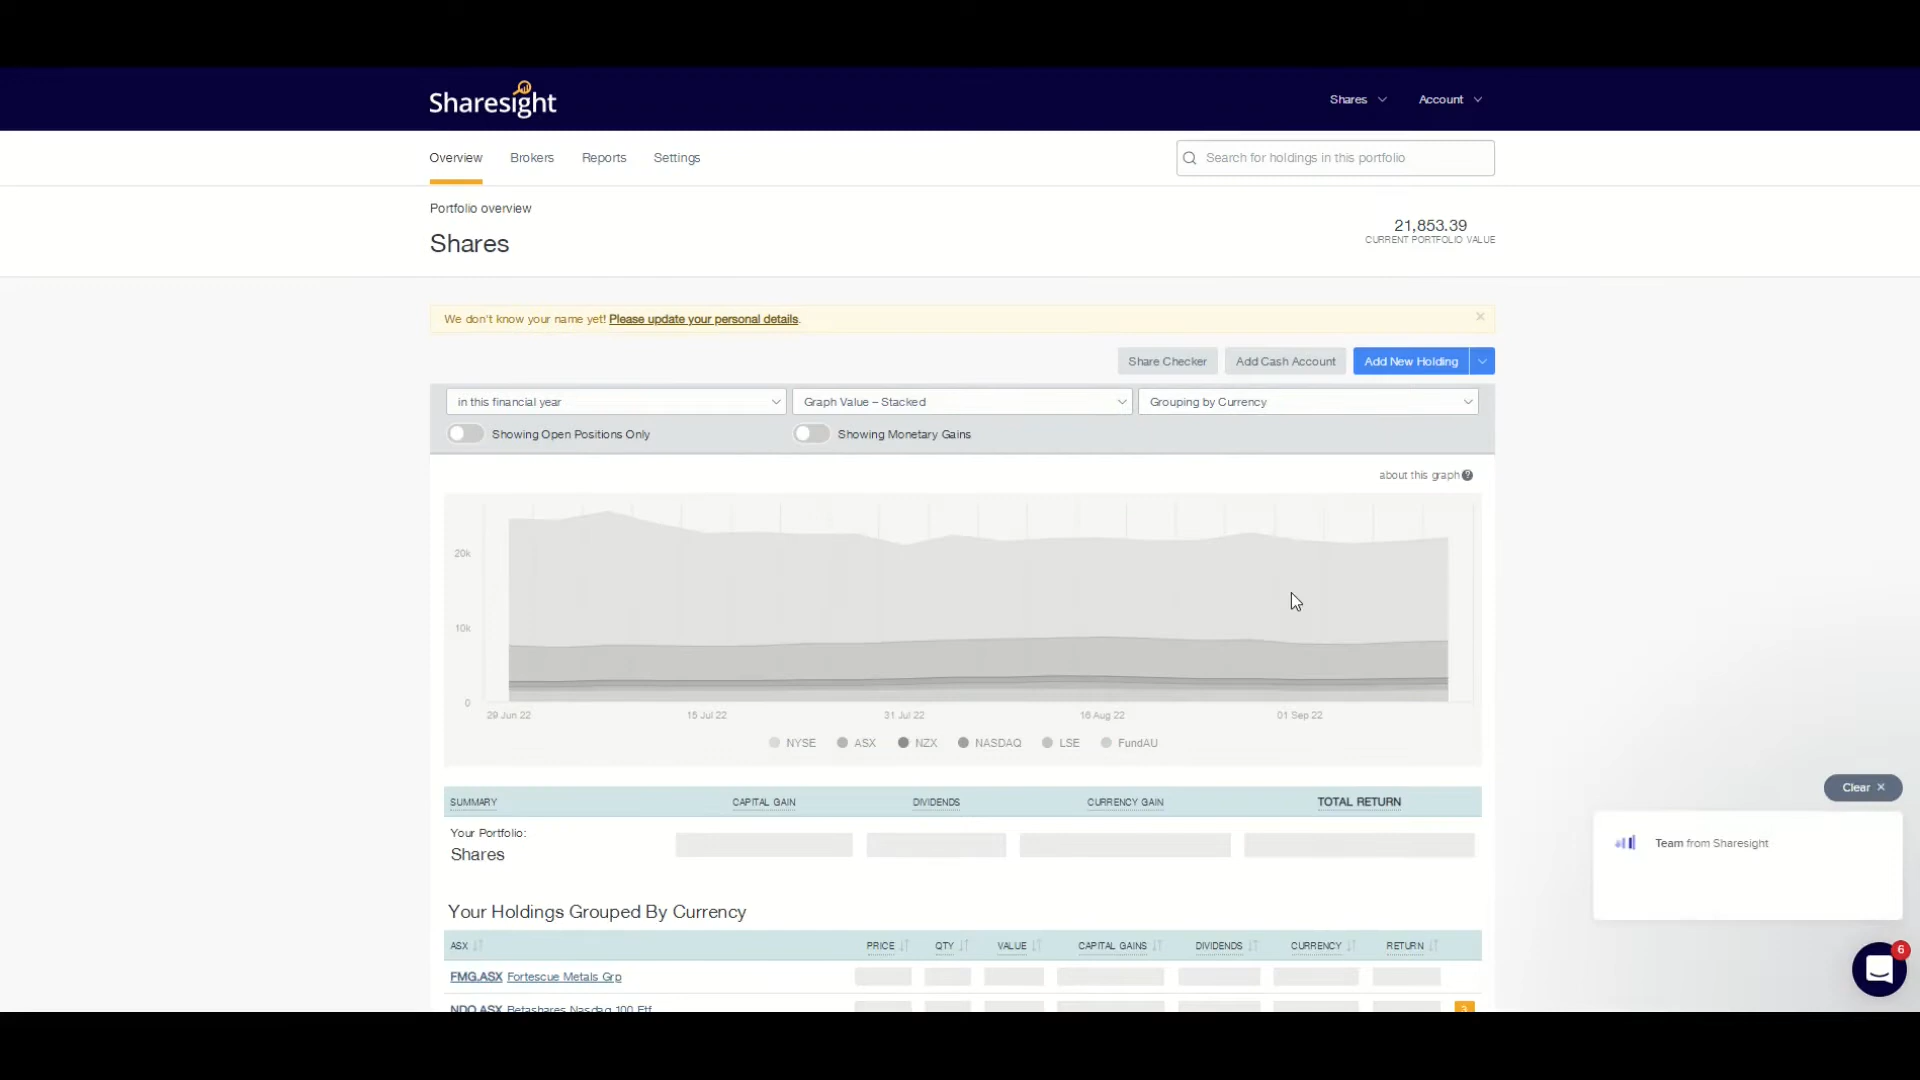 Sharesight
Shares
Account
Overview
Brokers
Reports
Settings
Search for holdings in this portfolio
Portfolio overview
Shares
21,853.39
CURRENT PORTFOLIO VALUE
We don't know your name yet! Please update your personal details.
Share Checker
Add Cash Account
Add New Holding
in this financial year
Graph Value – Stacked
Grouping by Currency
Showing Open Positions Only
Showing Monetary Gains
about this graph
20k
10k
0
29 Jun 22
15 Jul 22
31 Jul 22
16 Aug 22
01 Sep 22
NYSE
ASX
NZX
NASDAQ
LSE
FundAU
SUMMARY
CAPITAL GAIN
DIVIDENDS
CURRENCY GAIN
TOTAL RETURN
Your Portfolio:
Shares
Clear
Team from Sharesight
Your Holdings Grouped By Currency
ASX
PRICE
QTY
VALUE
CAPITAL GAINS
DIVIDENDS
CURRENCY
RETURN
6
FMG.ASX Fortescue Metals Grp
NDQ.ASX Betashares Nasdaq 100 Etf